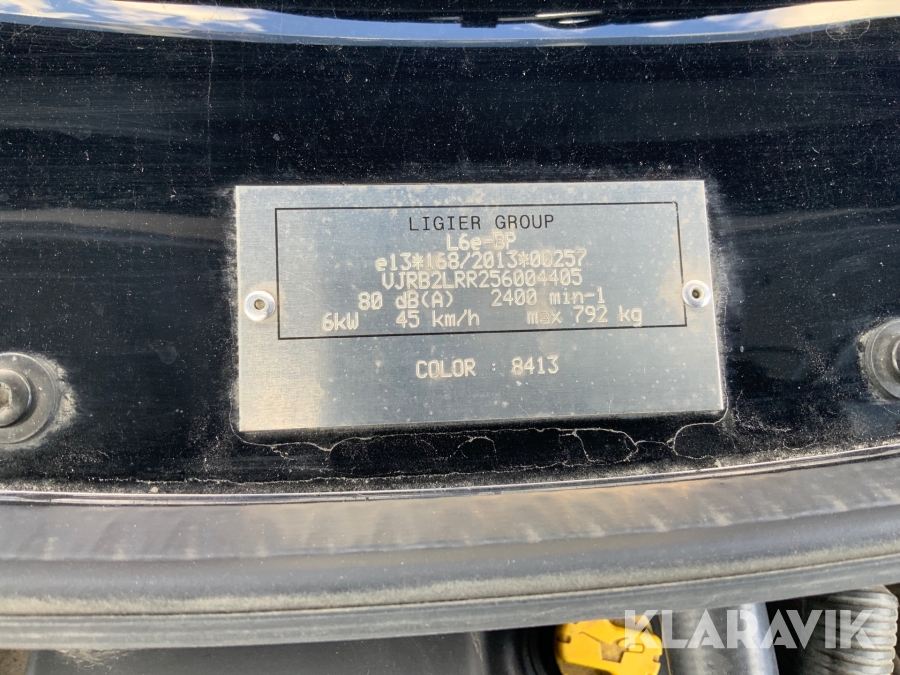 LIGIER GROUP
L6e-BP
e13*168/2013*00257
VJRB2LRR256004405
80 dB(A) 2400 min-1
6kW 45 km/h max 792 kg
COLOR : 8413
KLARAVIK